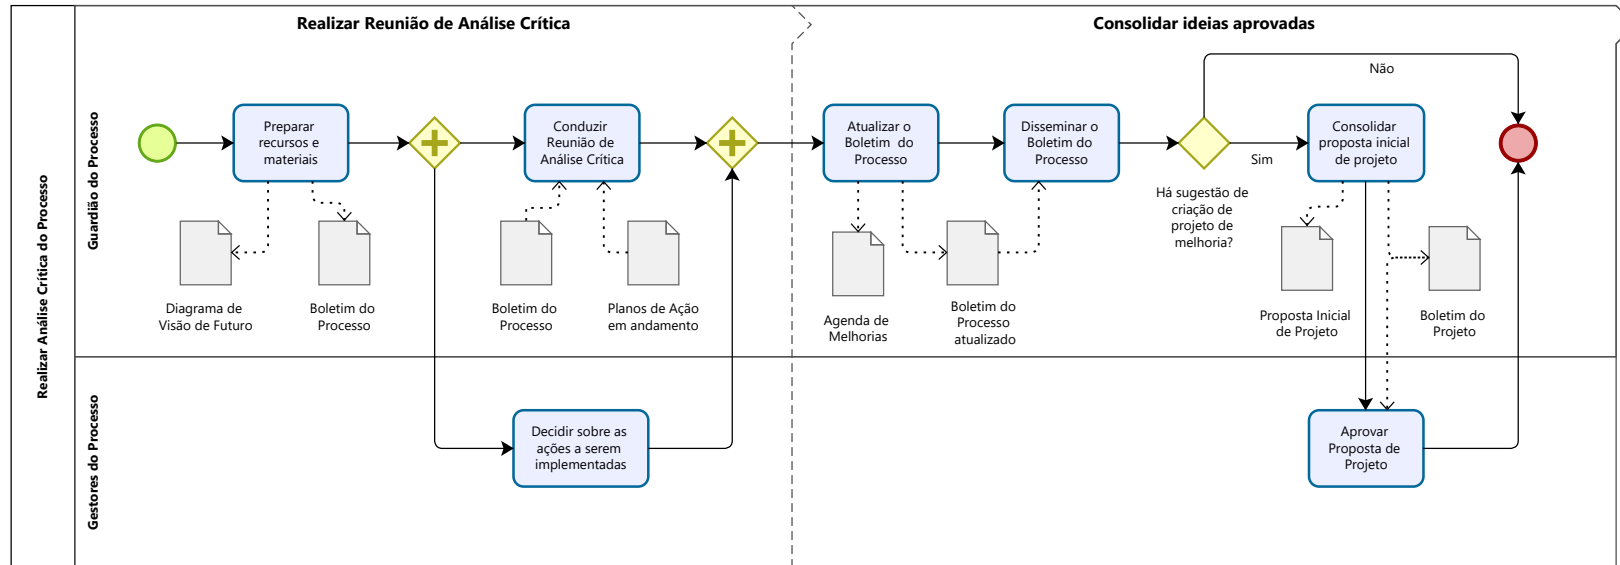 Realizar Análise Crítica do Processo
Guardião do Processo
Gestores do Processo
Realizar Reunião de Análise Crítica
Consolidar ideias aprovadas
Preparar
recursos e
materiais
Conduzir
Reunião de
Análise Crítica
Atualizar o
Boletim do
Processo
Disseminar o
Boletim do
Processo
Não
Sim
Há sugestão de
criação de
projeto de
melhoria?
Consolidar
proposta inicial
de projeto
Diagrama de
Visão de Futuro
Boletim do
Processo
Boletim do
Processo
Planos de Ação
em andamento
Agenda de
Melhorias
Boletim do
Processo
atualizado
Proposta Inicial
de Projeto
Boletim do
Projeto
Decidir sobre as
ações a serem
implementadas
Aprovar
Proposta de
Projeto